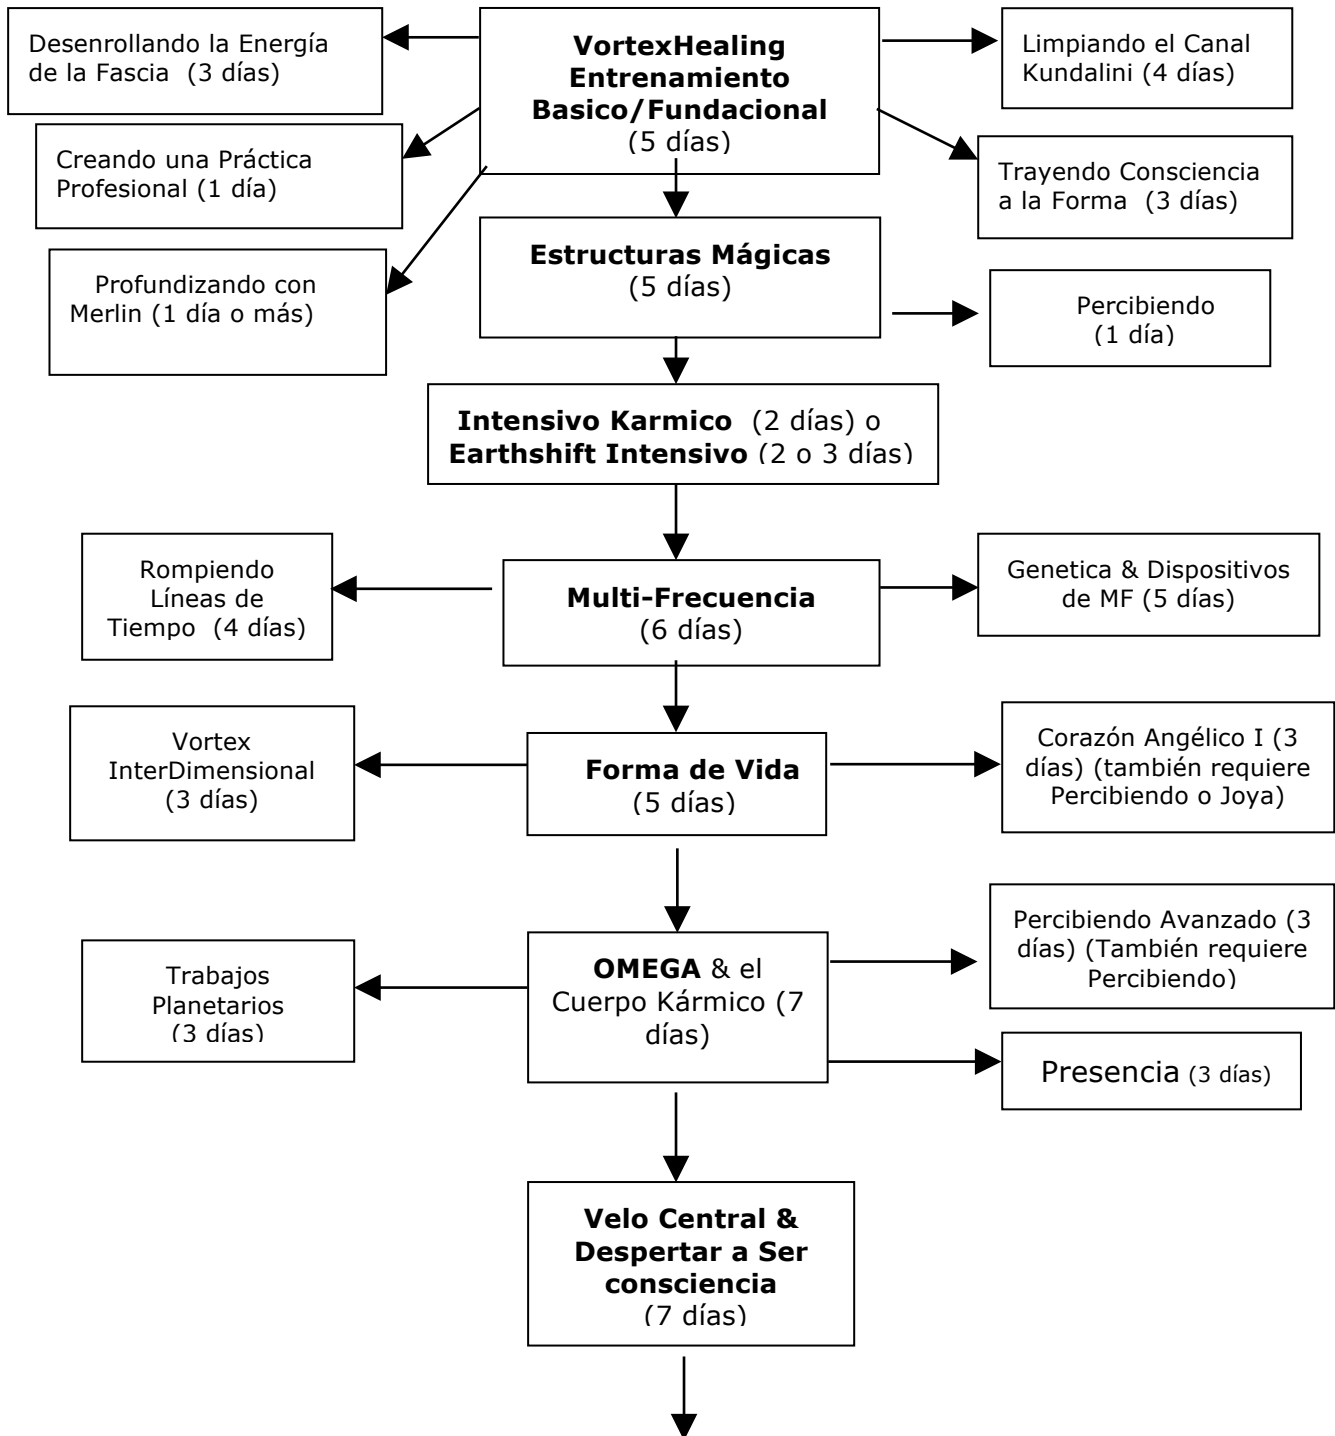 Desenrollando la Energía
de la Fascia (3 días)
VortexHealing
Entrenamiento
Basico/Fundacional
(5 días)
Limpiando el Canal
Kundalini (4 días)
Creando una Práctica
Profesional (1 día)
Trayendo Consciencia
a la Forma (3 días)
Profundizando con
Merlin (1 día o más)
Estructuras Mágicas
(5 días)
Percibiendo
(1 día)
Intensivo Karmico (2 días) o
Earthshift Intensivo (2 o 3 días)
Rompiendo
Líneas de
Tiempo (4 días)
Multi-Frecuencia
(6 días)
Genetica & Dispositivos
de MF (5 días)
Vortex
InterDimensional
(3 días)
Forma de Vida
(5 días)
Corazón Angélico I (3
días) (también requiere
Percibiendo o Joya)
Trabajos
Planetarios
(3 días)
OMEGA & el
Cuerpo Kármico (7
días)
Percibiendo Avanzado (3
días) (También requiere
Percibiendo)
Presencia (3 días)
Velo Central &
Despertar a Ser
consciencia
(7 días)